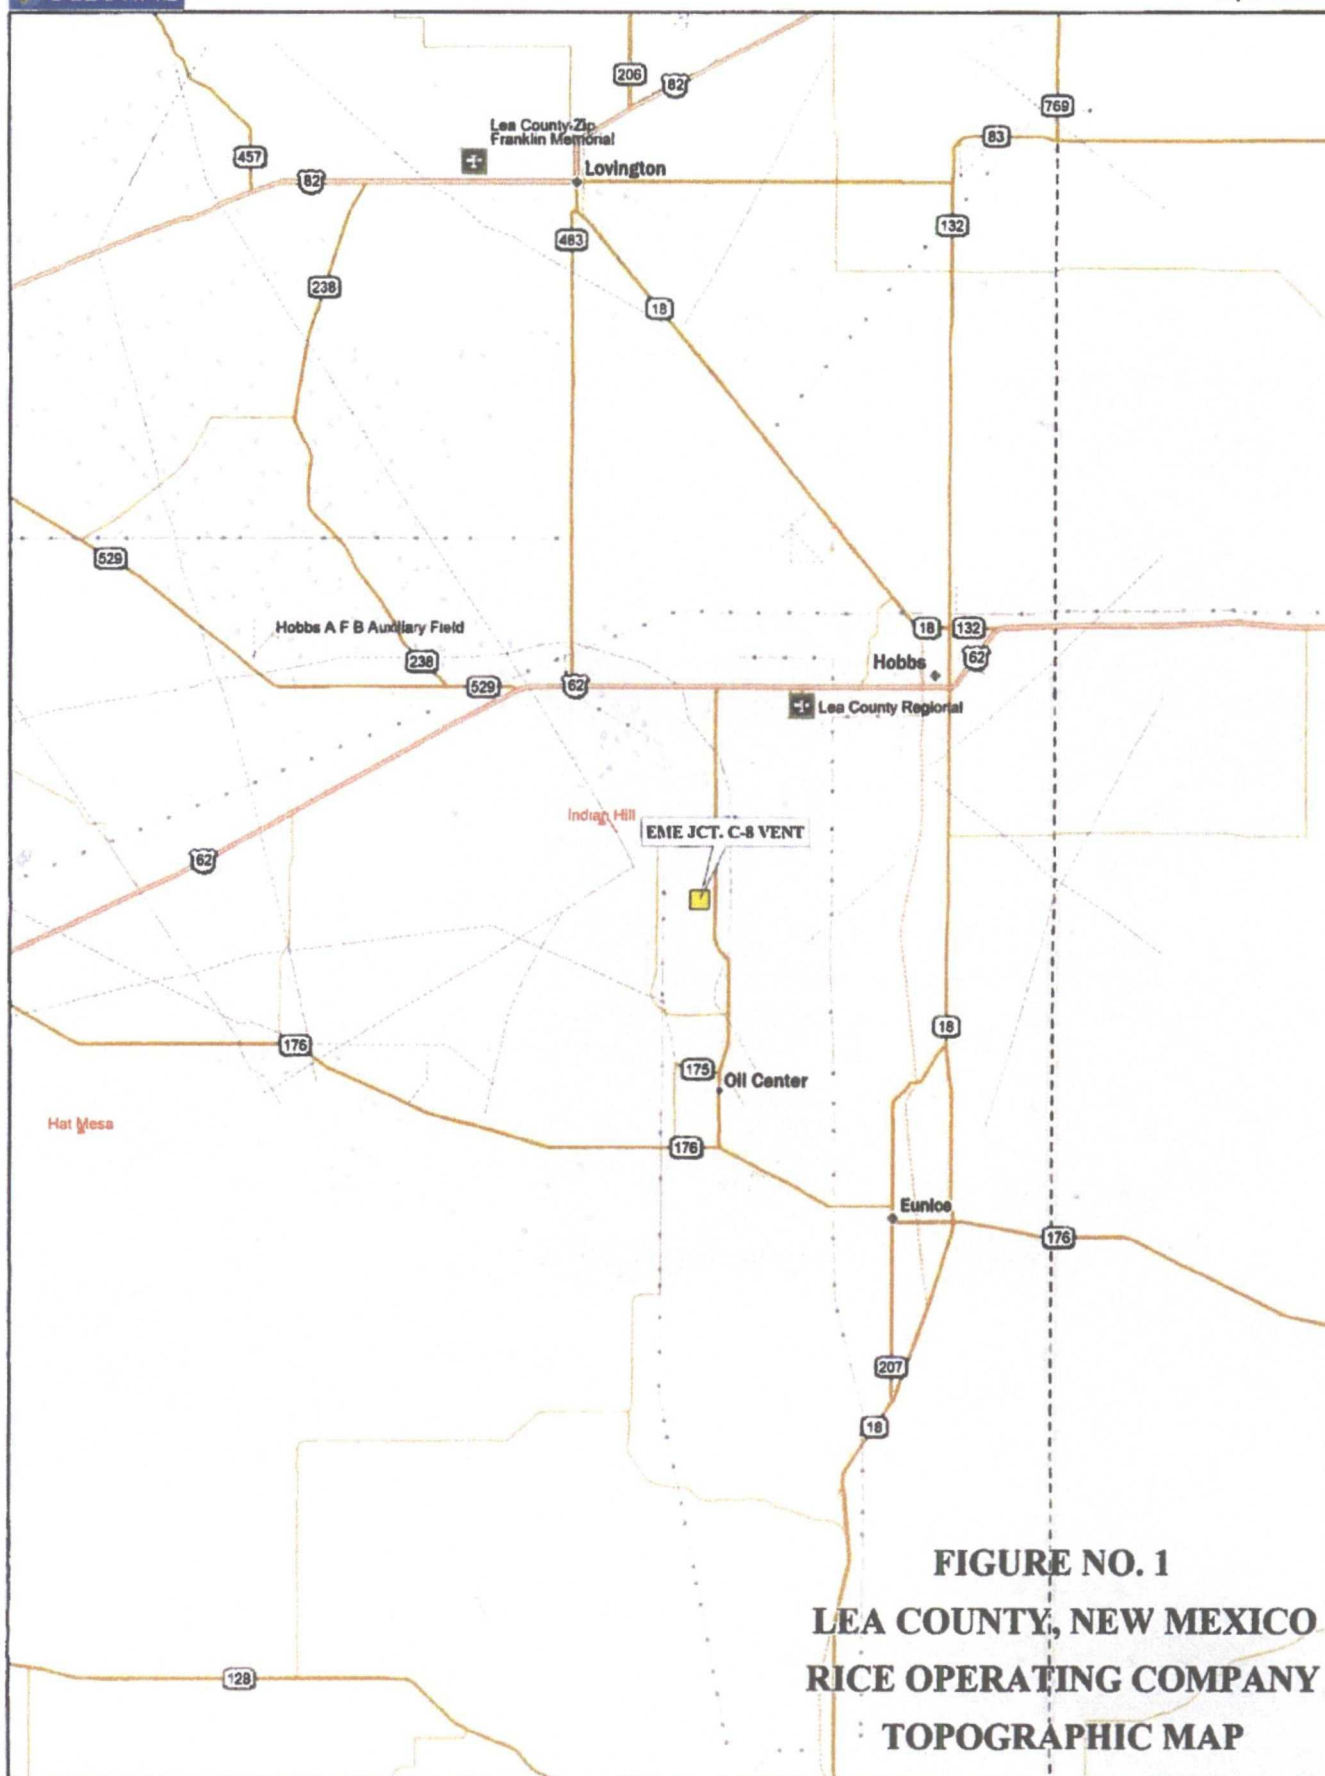 206
82
769
Lea County-Zip
Franklin Memorial
83
457
Lovington
82
132
483
238
18
529
Hobbs A F B Auxiliary Field
18
132
62
238
Hobbs
529
62
Lea County Regional
Indian Hill
EME JCT. C-8 VENT
62
18
176
175
Oil Center
Hat Mesa
176
Eunice
176
207
18
FIGURE NO. 1
LEA COUNTY, NEW MEXICO
RICE OPERATING COMPANY
128
TOPOGRAPHIC MAP